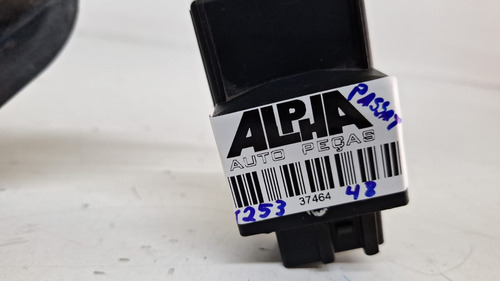 ALPHA
PASSAT
AUTO PEÇAS
37464
T253
48